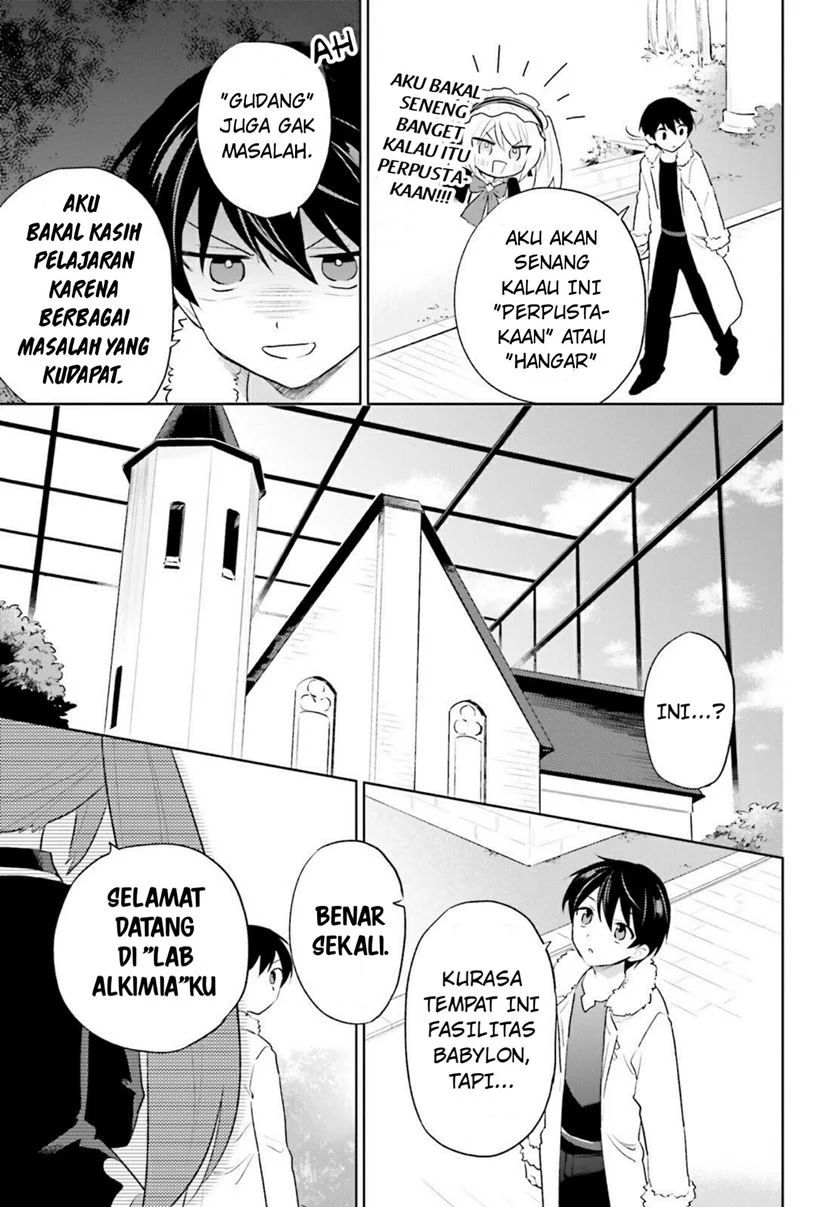 AKU BAKAL
SENENG
BANGET
KALAU ITU
PERPUSTA-
KAAN!!!
AKU AKAN
SENANG
KALAU INI
"PERPUSTA-
KAAN" ATAU
"HANGAR"
AH
"GUDANG"
JUGA GAK
MASALAH.
AKU
BAKAL KASIH
PELAJARAN
KARENA
BERBAGAI
MASALAH YANG
KUDAPAT.
INI...?
KURASA
TEMPAT INI
FASILITAS
BABYLON,
TAPI...
BENAR
SEKALI.
SELAMAT
DATANG
DI "LAB
ALKIMIA"KU